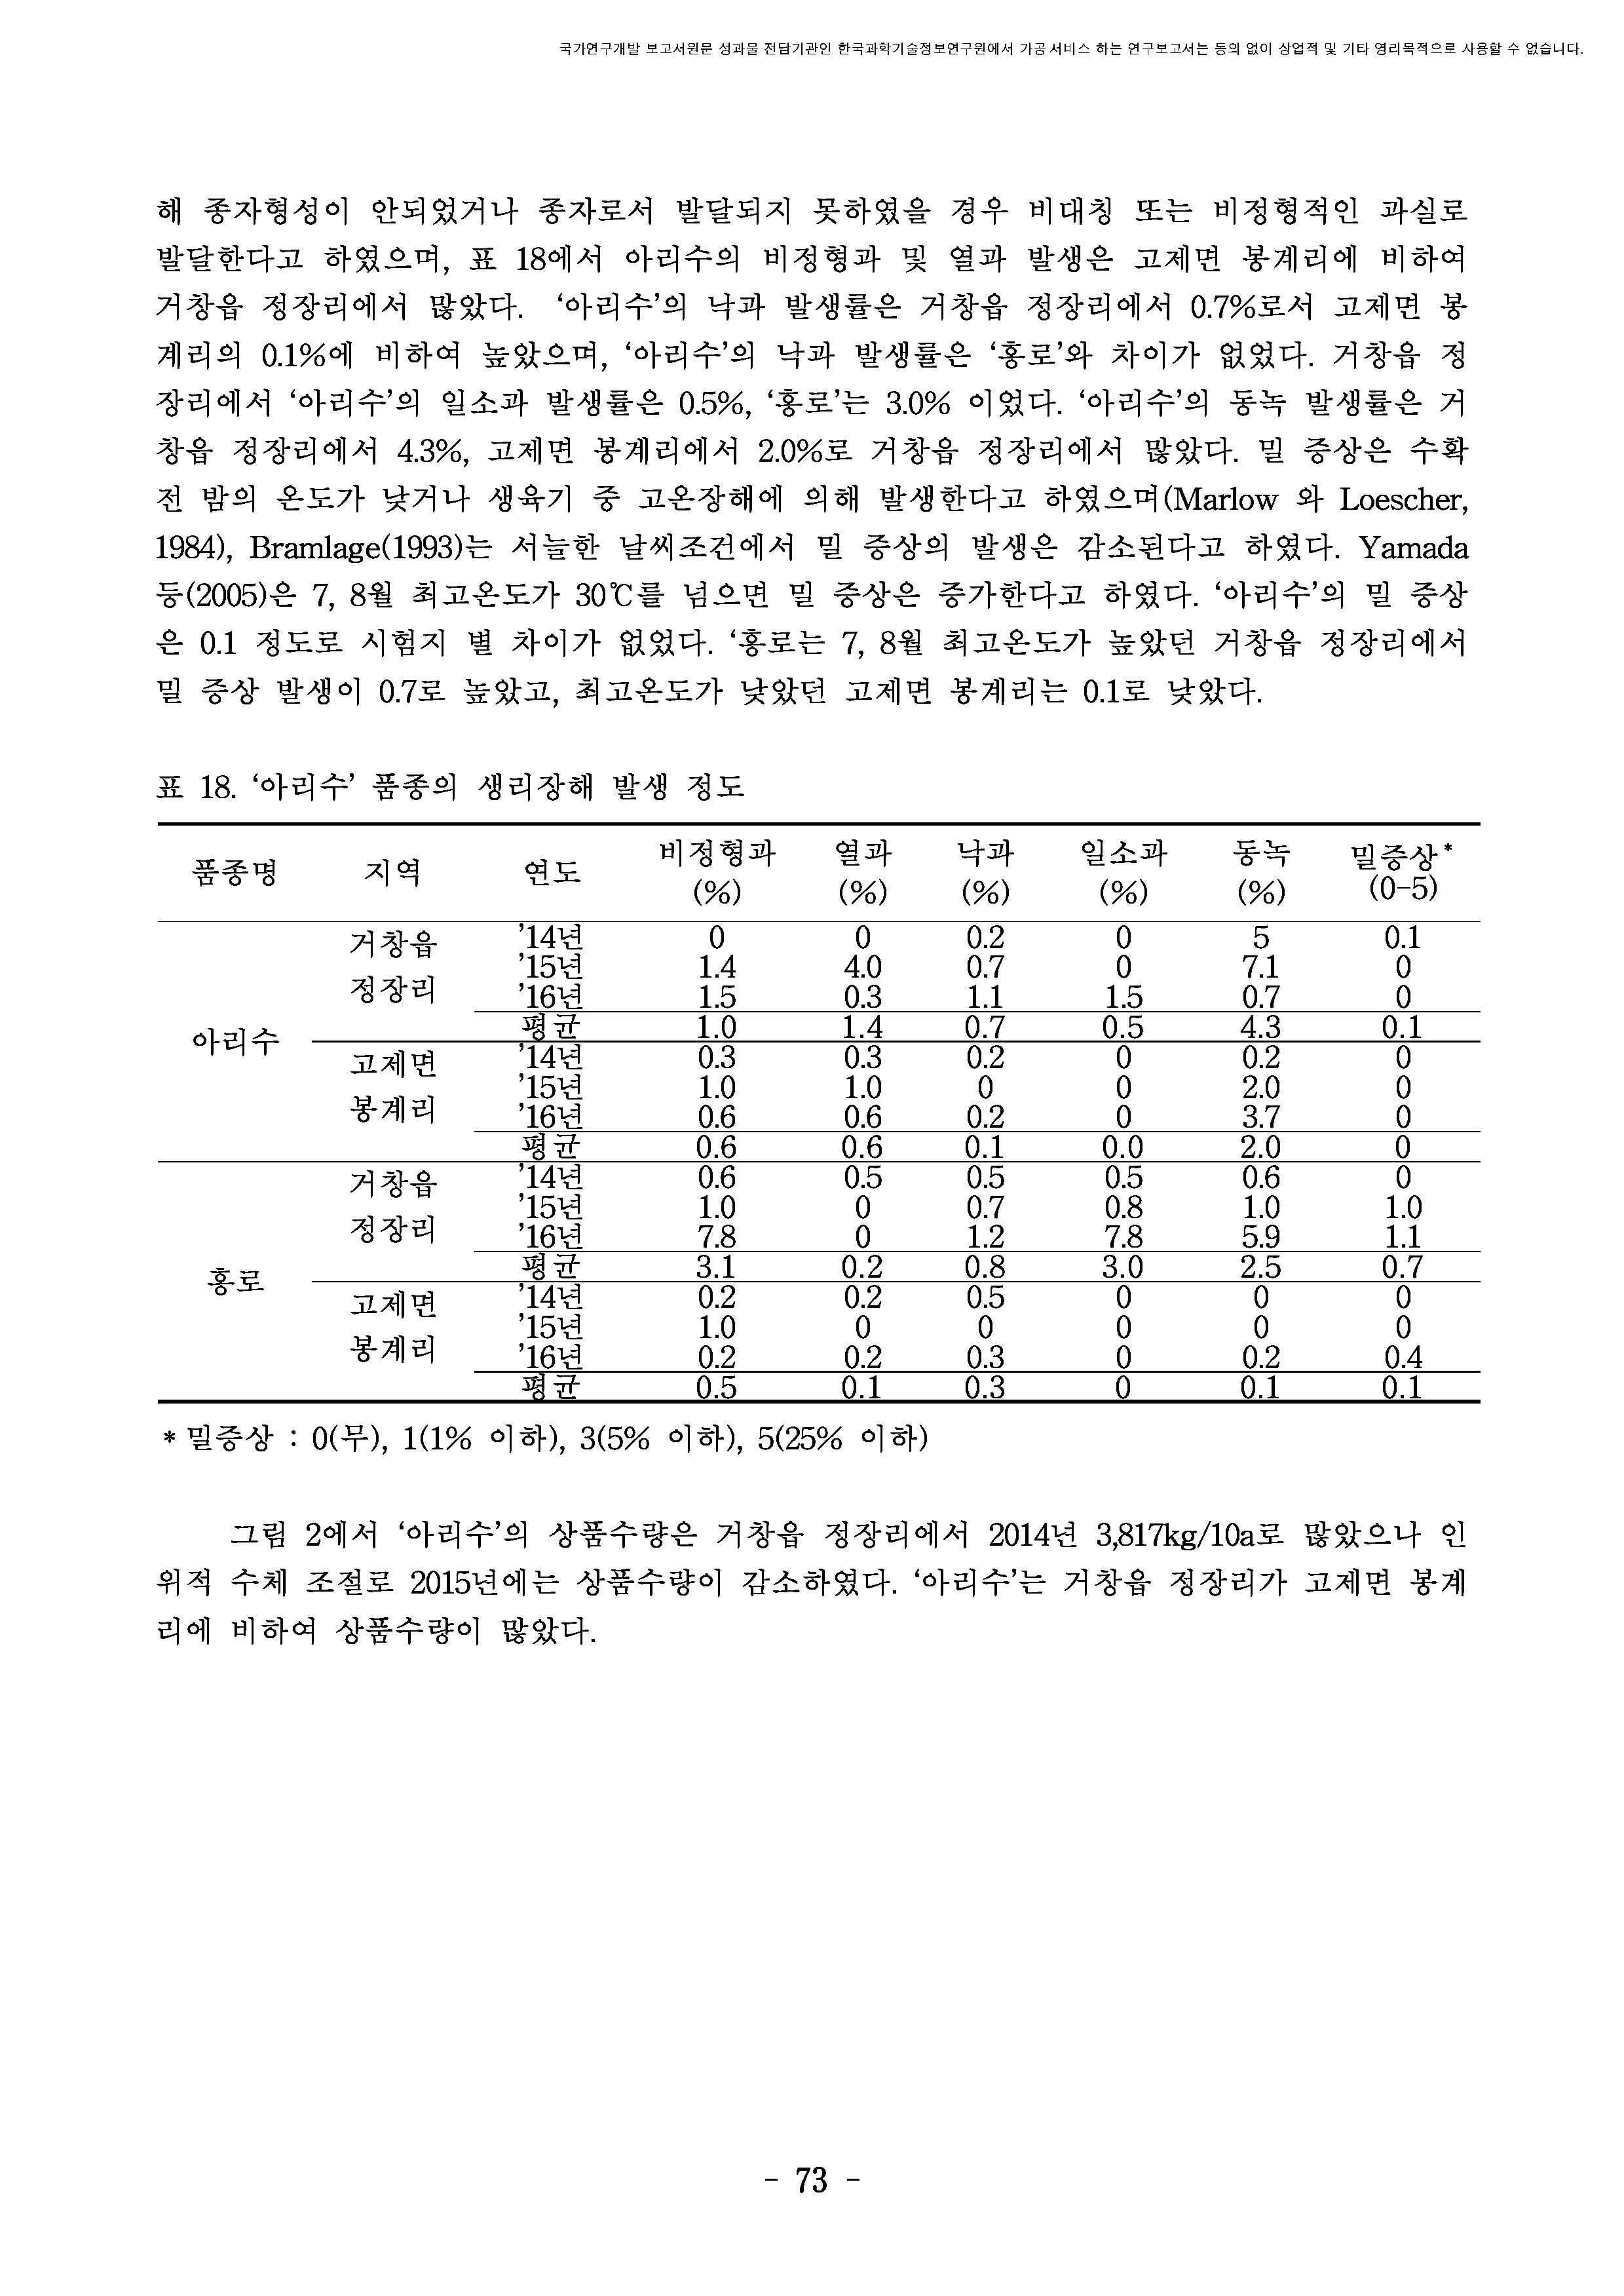 국가연구개발 보고서원문 성과물 전담기관인 한국과학기술정보연구원에서 가공·서비스 하는 연구보고서는 동의 없이 상업적 및 기타 영리목적으로 사용할 수 없습니다.
해 종자형성이 안되었거나 종자로서 발달되지 못하였을 경우 비대칭 또는 비정형적인 과실로
발달한다고 하였으며, 표 18에서 아리수의 비정형과 및 열과 발생은 고제면 봉계리에 비하여
거창읍 정장리에서 많았다. ‘아리수’의 낙과 발생률은 거창읍 정장리에서 0.7%로서 고제면 봉
계리의 0.1%에 비하여 높았으며, ‘아리수’의 낙과 발생률은 ‘홍로’와 차이가 없었다. 거창읍 정
장리에서 ‘아리수’의 일소과 발생률은 0.5%, ‘홍로’는 3.0% 이었다. ‘아리수’의 동녹 발생률은 거
창읍 정장리에서 4.3%, 고제면 봉계리에서 2.0%로 거창읍 정장리에서 많았다. 밀 증상은 수확
전 밤의 온도가 낮거나 생육기 중 고온장해에 의해 발생한다고 하였으며(Marlow 와 Loescher,
1984), Bramlage(1993)는 서늘한 날씨조건에서 밀 증상의 발생은 감소된다고 하였다. Yamada
등(2005)은 7, 8월 최고온도가 30℃를 넘으면 밀 증상은 증가한다고 하였다. ‘아리수’의 밀 증상
은 0.1 정도로 시험지 별 차이가 없었다. ‘홍로는 7, 8월 최고온도가 높았던 거창읍 정장리에서
밀 증상 발생이 0.7로 높았고, 최고온도가 낮았던 고제면 봉계리는 0.1로 낮았다.
표 18. ‘아리수’ 품종의 생리장해 발생 정도
품종명 지역 연도 비정형과 (%) 열과 (%) 낙과 (%) 일소과 (%) 동녹 (%) 밀증상* (0-5)
아리수 거창읍 정장리 ’14년 0 0 0.2 0 5 0.1
’15년 1.4 4.0 0.7 0 7.1 0
’16년 1.5 0.3 1.1 1.5 0.7 0
평균 1.0 1.4 0.7 0.5 4.3 0.1
고제면 봉계리 ’14년 0.3 0.3 0.2 0 0.2 0
’15년 1.0 1.0 0 0 2.0 0
’16년 0.6 0.6 0.2 0 3.7 0
평균 0.6 0.6 0.1 0.0 2.0 0
홍로 거창읍 정장리 ’14년 0.6 0.5 0.5 0.5 0.6 0
’15년 1.0 0 0.7 0.8 1.0 1.0
’16년 7.8 0 1.2 7.8 5.9 1.1
평균 3.1 0.2 0.8 3.0 2.5 0.7
고제면 봉계리 ’14년 0.2 0.2 0.5 0 0 0
’15년 1.0 0 0 0 0 0
’16년 0.2 0.2 0.3 0 0.2 0.4
평균 0.5 0.1 0.3 0 0.1 0.1
* 밀증상 : 0(무), 1(1% 이하), 3(5% 이하), 5(25% 이하)
그림 2에서 ‘아리수’의 상품수량은 거창읍 정장리에서 2014년 3,817kg/10a로 많았으나 인
위적 수체 조절로 2015년에는 상품수량이 감소하였다. ‘아리수’는 거창읍 정장리가 고제면 봉계
리에 비하여 상품수량이 많았다.
- 73 -